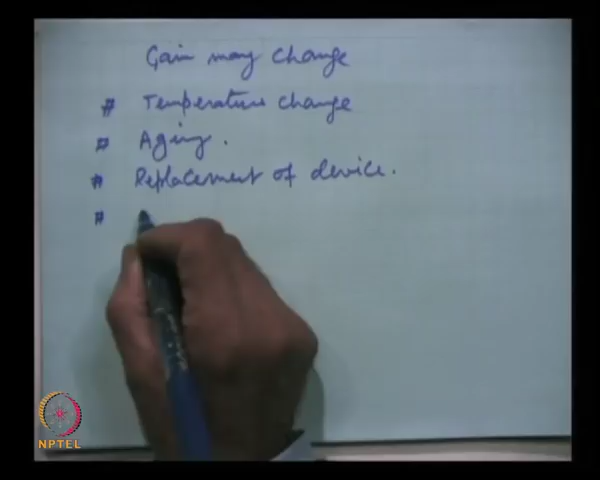 Gain may change
# Temperature change
# Aging.
# Replacement of device.
#
NPTEL